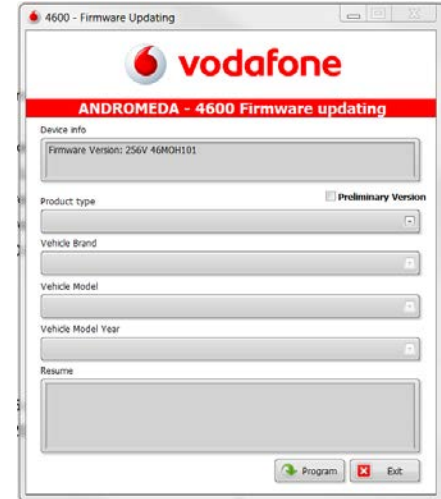 4600 - Firmware Updating
vodafone
ANDROMEDA - 4600 Firmware updating
Device info
Firmware Version: 256V 46MOH101
Product type
Preliminary Version
Vehicle Brand
Vehicle Model
Vehicle Model Year
Resume
Program
Exit